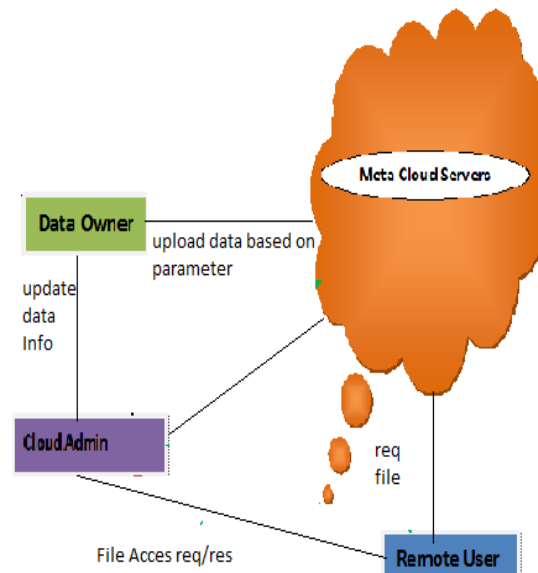 Meta Cloud Servers
Data Owner
upload data based on
parameter
update
data
Info
Cloud Admin
req
file
File Acces req/res
Remote User